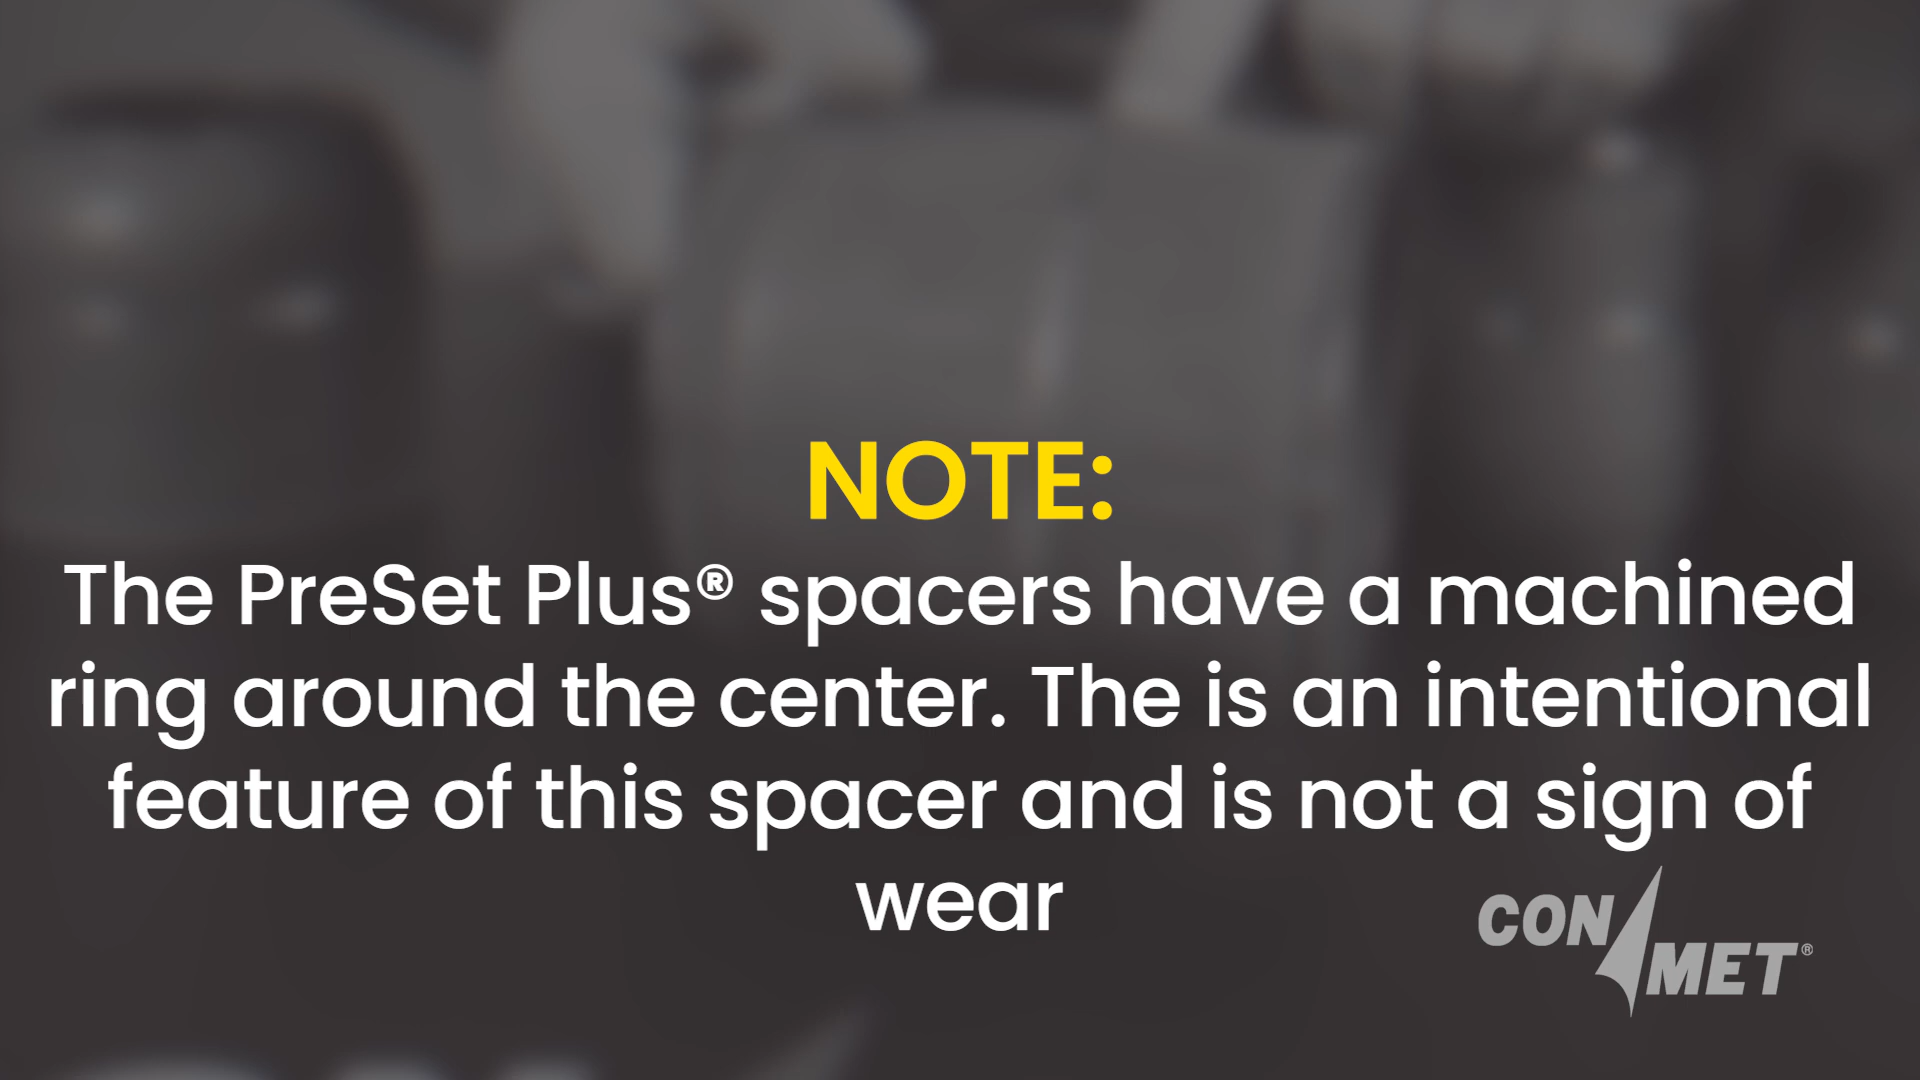 NOTE:
The PreSet Plus® spacers have a machined
ring around the center. The is an intentional
feature of this spacer and is not a sign of
wear
CON MET®